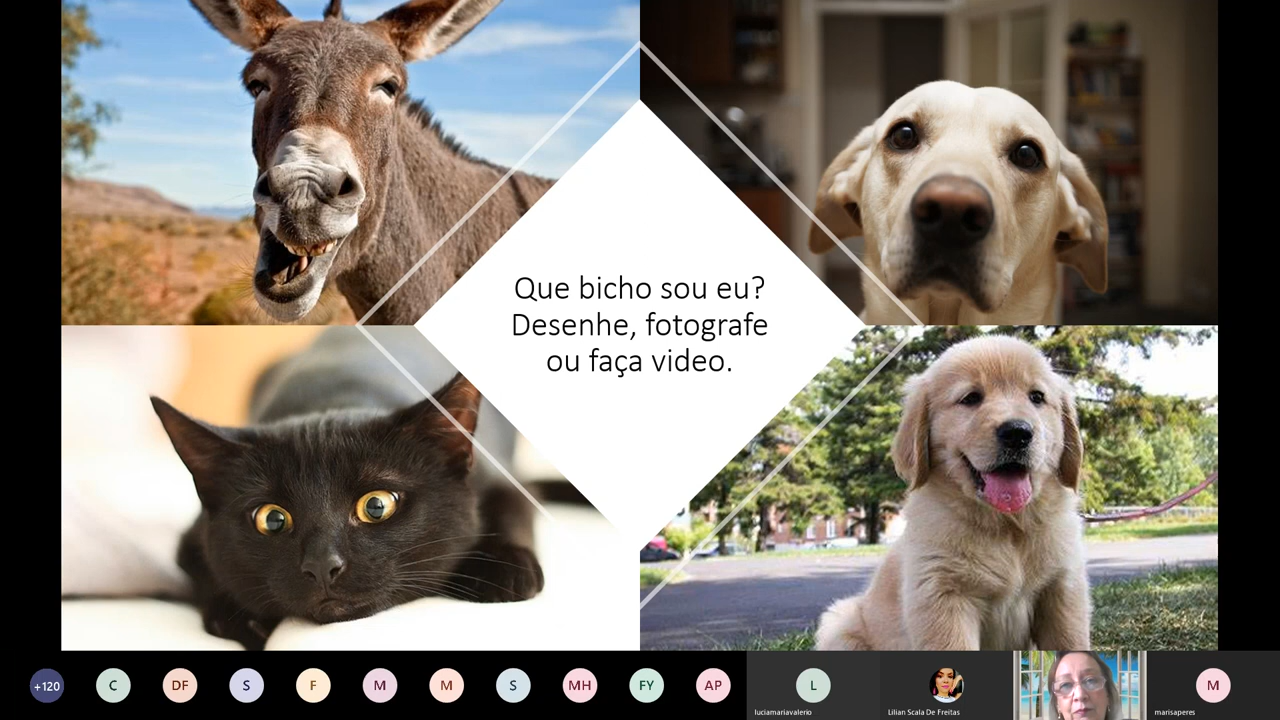 Que bicho sou eu?
Desenhe, fotografe
ou faça video.
+120
C
DF
S
F
M
M
S
MH
FY
AP
L
luciamariavalerio
Lilian Scala De Freitas
M
marisaperes